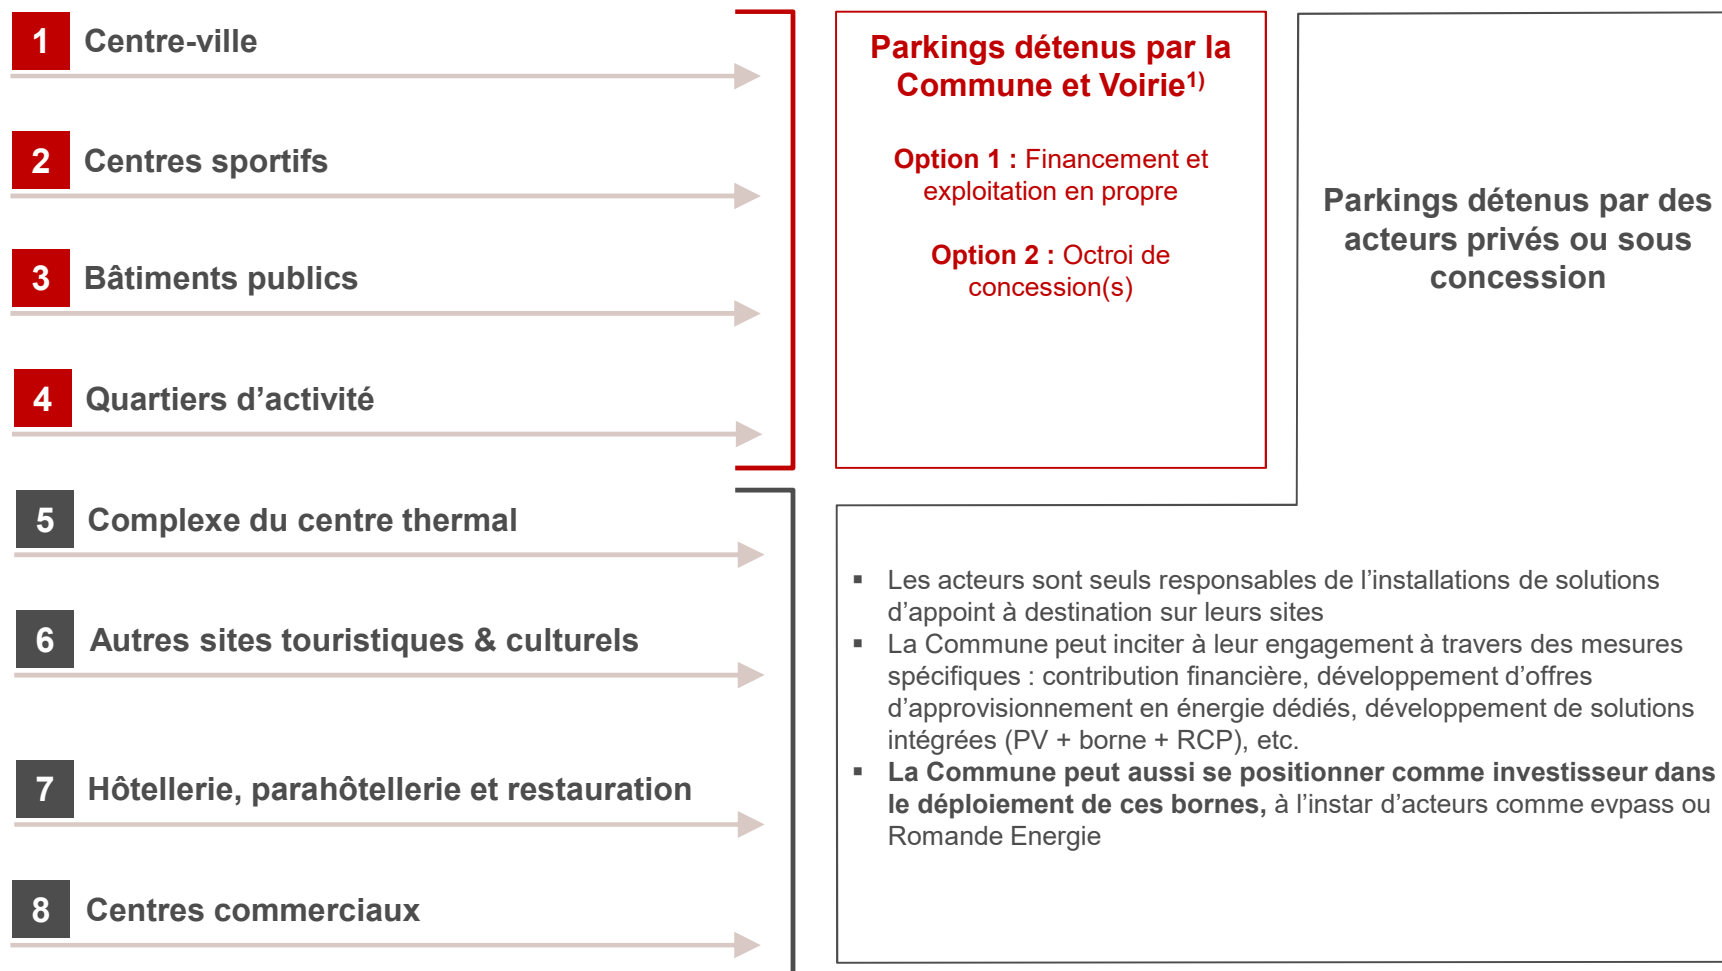 1 Centre-ville
2 Centres sportifs
3 Bâtiments publics
4 Quartiers d’activité
5 Complexe du centre thermal
6 Autres sites touristiques & culturels
7 Hôtellerie, parahôtellerie et restauration
8 Centres commerciaux
Parkings détenus par la
Commune et Voirie1)
Option 1 : Financement et
exploitation en propre
Option 2 : Octroi de
concession(s)
Parkings détenus par des
acteurs privés ou sous
concession
▪ Les acteurs sont seuls responsables de l’installations de solutions
d’appoint à destination sur leurs sites
▪ La Commune peut inciter à leur engagement à travers des mesures
spécifiques : contribution financière, développement d’offres
d’approvisionnement en énergie dédiés, développement de solutions
intégrées (PV + borne + RCP), etc.
▪ La Commune peut aussi se positionner comme investisseur dans
le déploiement de ces bornes, à l’instar d’acteurs comme evpass ou
Romande Energie